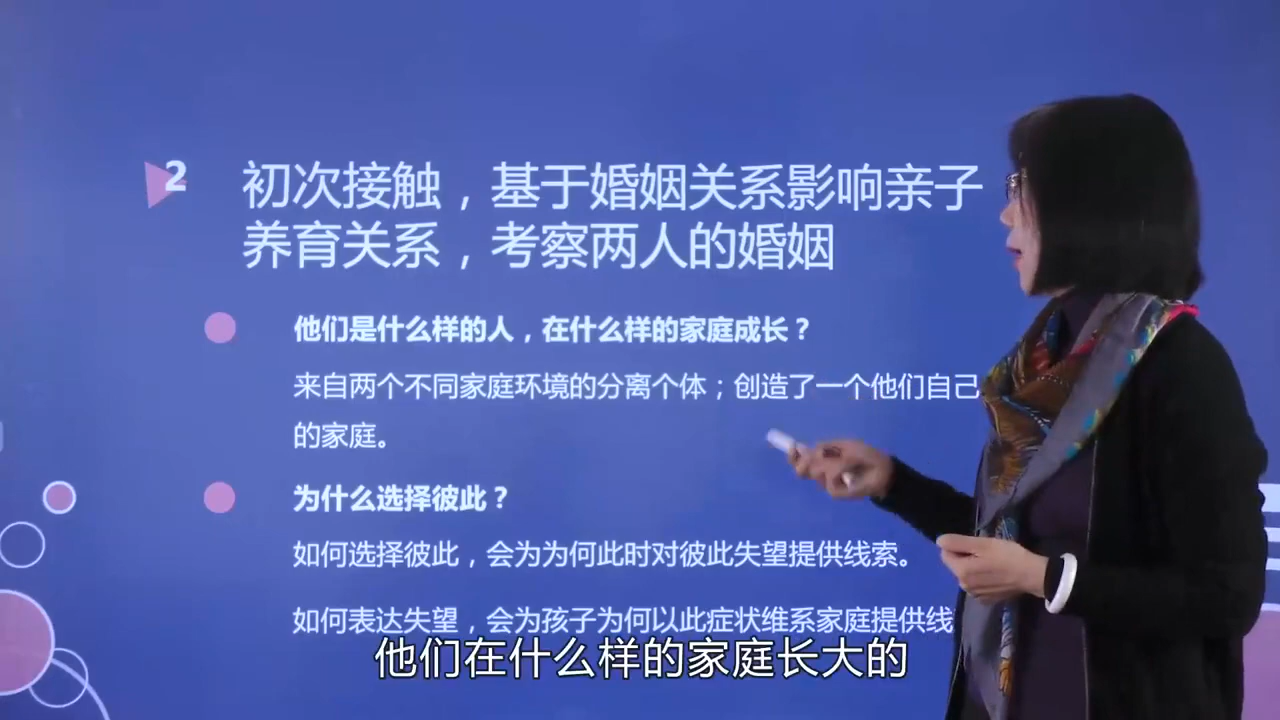 2
初次接触，基于婚姻关系影响亲子
养育关系，考察两人的婚姻
他们是什么样的人，在什么样的家庭成长？
来自两个不同家庭环境的分离个体；创造了一个他们自己
的家庭。
为什么选择彼此？
如何选择彼此，会为为何此时对彼此失望提供线索。
如何表达失望，会为孩子为何以此症状维系家庭提供线
他们在什么样的家庭长大的